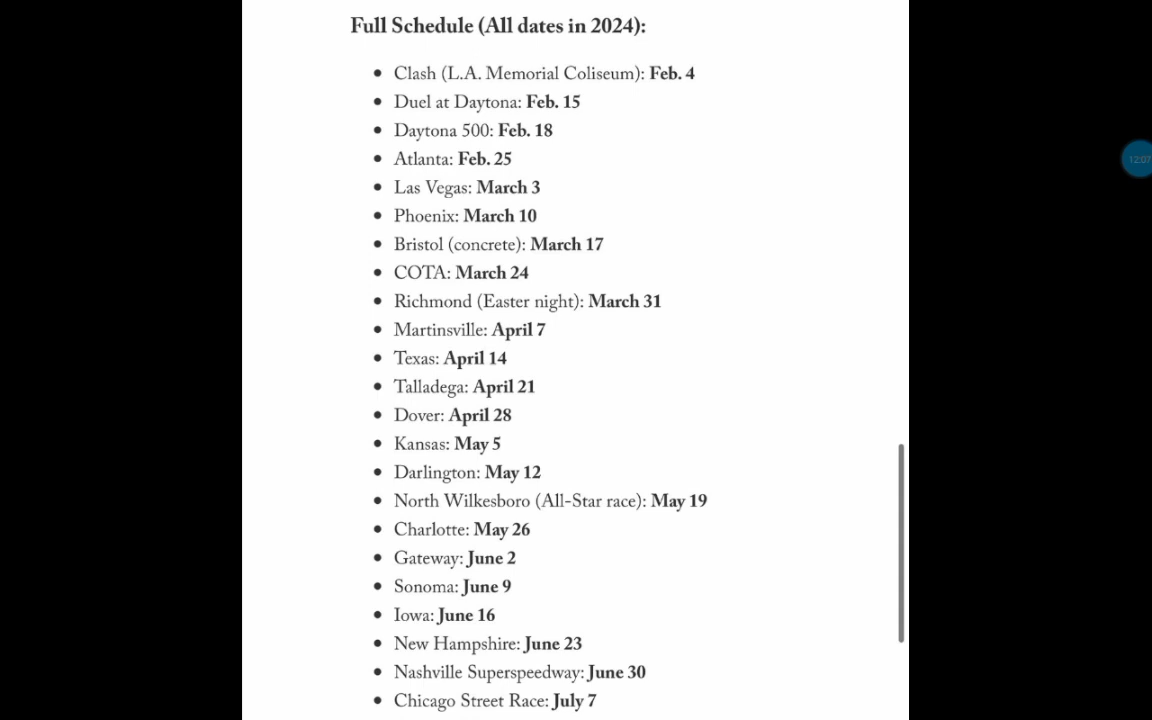 Full Schedule (All dates in 2024):
Clash (L.A. Memorial Coliseum): Feb. 4
Duel at Daytona: Feb. 15
Daytona 500: Feb. 18
Atlanta: Feb. 25
Las Vegas: March 3
Phoenix: March 10
Bristol (concrete): March 17
COTA: March 24
Richmond (Easter night): March 31
Martinsville: April 7
Texas: April 14
Talladega: April 21
Dover: April 28
Kansas: May 5
Darlington: May 12
North Wilkesboro (All-Star race): May 19
Charlotte: May 26
Gateway: June 2
Sonoma: June 9
Iowa: June 16
New Hampshire: June 23
Nashville Superspeedway: June 30
Chicago Street Race: July 7
12:07